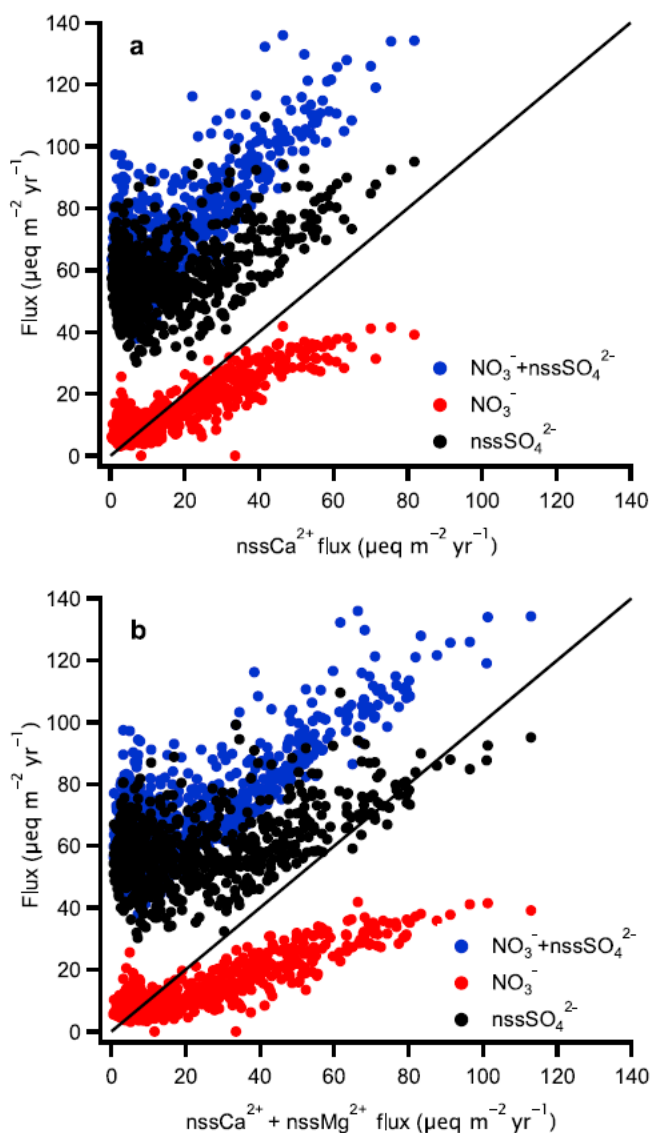 a
140
120
100
80
60
40
20
0
Flux (µeq m⁻² yr⁻¹)
NO₃⁻+nssSO₄²⁻
NO₃⁻
nssSO₄²⁻
0 20 40 60 80 100 120 140
nssCa²⁺ flux (µeq m⁻² yr⁻¹)
b
140
120
100
80
60
40
20
0
Flux (µeq m⁻² yr⁻¹)
NO₃⁻+nssSO₄²⁻
NO₃⁻
nssSO₄²⁻
0 20 40 60 80 100 120 140
nssCa²⁺ + nssMg²⁺ flux (µeq m⁻² yr⁻¹)